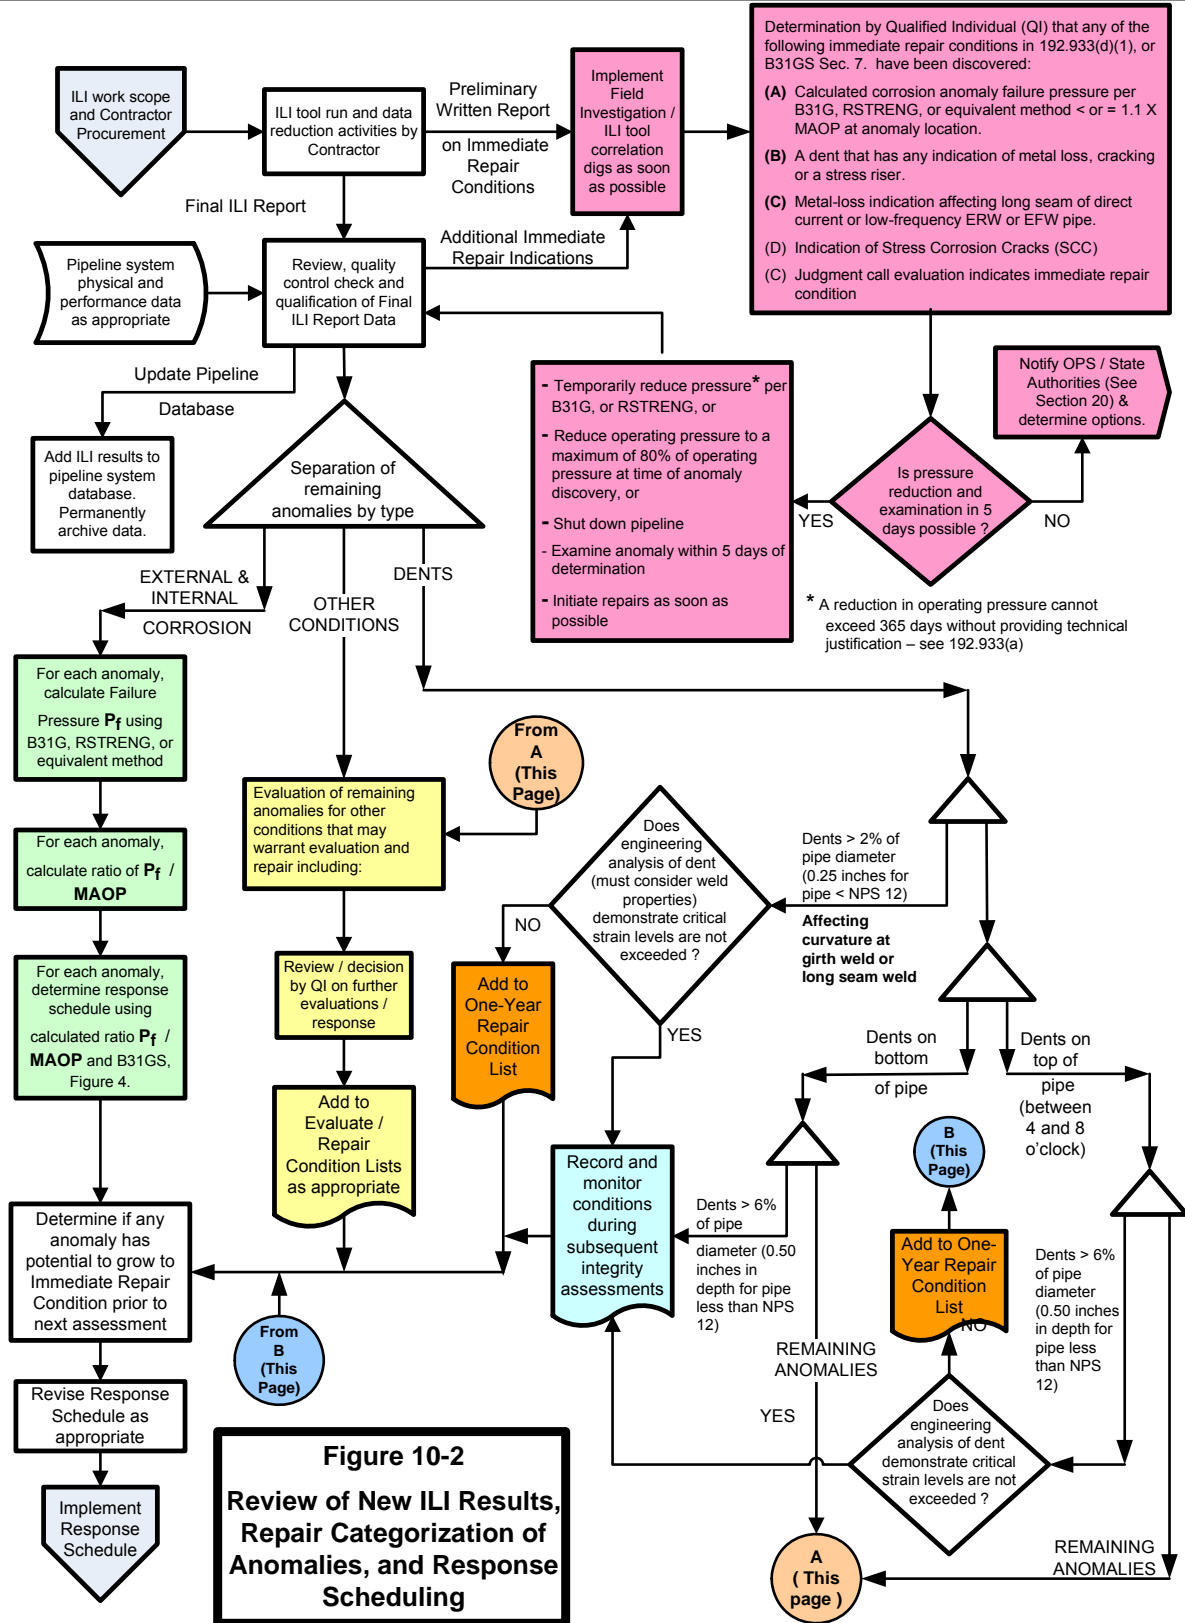 ILI work scope
and Contractor
Procurement
ILI tool run and data
reduction activities by
Contractor
Preliminary
Written Report
on Immediate
Repair
Conditions
Implement
Field
Investigation /
ILI tool
correlation
digs as soon
as possible
Determination by Qualified Individual (QI) that any of the
following immediate repair conditions in 192.933(d)(1), or
B31GS Sec. 7.  have been discovered:
(A) Calculated corrosion anomaly failure pressure per
B31G, RSTRENG, or equivalent method < or = 1.1 X
MAOP at anomaly location.
(B) A dent that has any indication of metal loss, cracking
or a stress riser.
(C) Metal-loss indication affecting long seam of direct
current or low-frequency ERW or EFW pipe.
(D) Indication of Stress Corrosion Cracks (SCC)
(C) Judgment call evaluation indicates immediate repair
condition
Final ILI Report
Additional Immediate
Repair Indications
Pipeline system
physical and
performance data
as appropriate
Review, quality
control check and
qualification of Final
ILI Report Data
Update Pipeline
Database
Add ILI results to
pipeline system
database.
Permanently
archive data.
Separation of
remaining
anomalies by type
- Temporarily reduce pressure* per
B31G, or RSTRENG, or
- Reduce operating pressure to a
maximum of 80% of operating
pressure at time of anomaly
discovery, or
- Shut down pipeline
- Examine anomaly within 5 days of
determination
- Initiate repairs as soon as
possible
Notify OPS / State
Authorities (See
Section 20) &
determine options.
Is pressure
reduction and
examination in 5
days possible ?
YES
NO
* A reduction in operating pressure cannot
exceed 365 days without providing technical
justification – see 192.933(a)
EXTERNAL &
INTERNAL
CORROSION
OTHER
CONDITIONS
DENTS
For each anomaly,
calculate Failure
Pressure Pf using
B31G, RSTRENG, or
equivalent method
For each anomaly,
calculate ratio of Pf /
MAOP
For each anomaly,
determine response
schedule using
calculated ratio Pf /
MAOP and B31GS,
Figure 4.
From
A
(This
Page)
Evaluation of remaining
anomalies for other
conditions that may
warrant evaluation and
repair including:
Review / decision
by QI on further
evaluations /
response
Add to
Evaluate /
Repair
Condition Lists
as appropriate
Does
engineering
analysis of dent
(must consider weld
properties)
demonstrate critical
strain levels are not
exceeded ?
NO
YES
Dents > 2% of
pipe diameter
(0.25 inches for
pipe < NPS 12)
Affecting
curvature at
girth weld or
long seam weld
Add to
One-Year
Repair
Condition
List
Dents on
bottom
of pipe
Dents on
top of
pipe
(between
4 and 8
o'clock)
B
(This
Page)
Record and
monitor
conditions
during
subsequent
integrity
assessments
Dents > 6%
of pipe
diameter (0.50
inches in
depth for pipe
less than NPS
12)
Add to One-
Year Repair
Condition
List
NO
Dents > 6%
of pipe
diameter
(0.50 inches
in depth for
pipe less
than NPS
12)
REMAINING
ANOMALIES
YES
Does
engineering
analysis of dent
demonstrate critical
strain levels are not
exceeded ?
Determine if any
anomaly has
potential to grow to
Immediate Repair
Condition prior to
next assessment
From
B
(This
Page)
Revise Response
Schedule as
appropriate
Implement
Response
Schedule
A
( This
page )
REMAINING
ANOMALIES
Figure 10-2
Review of New ILI Results,
Repair Categorization of
Anomalies, and Response
Scheduling